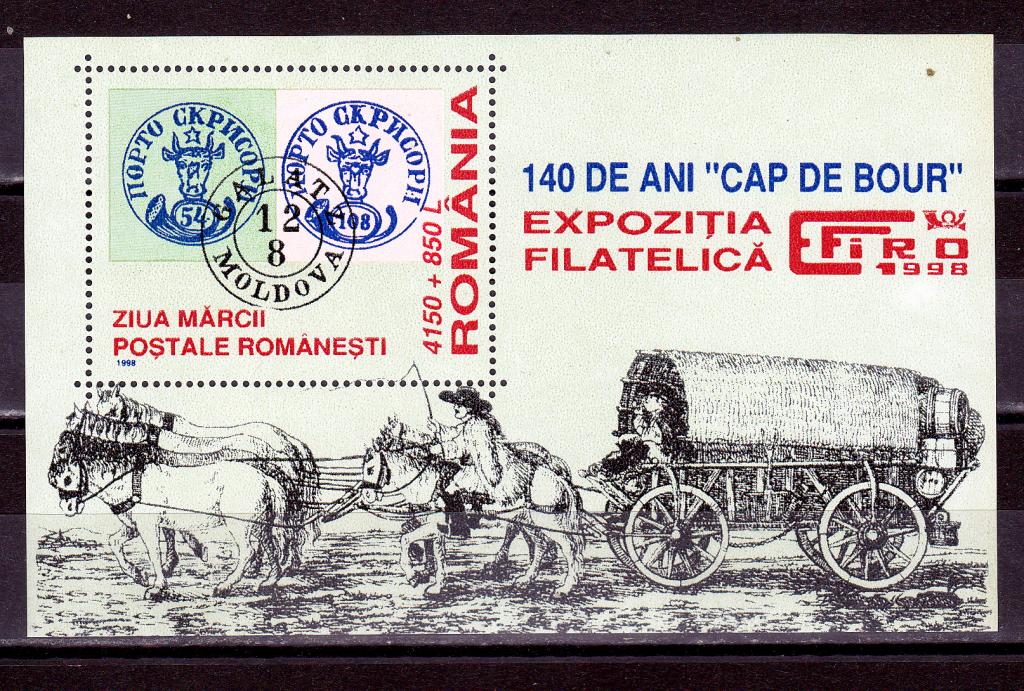 ПОРТО СКРИСОРИ
54
ПОРТО СКРИСОРИ
108
GALATZ
12
8
MOLDOVA
ROMÂNIA
4150 + 850 L
ZIUA MĂRCII
POȘTALE ROMÂNEȘTI
1998
140 DE ANI "CAP DE BOUR"
EXPOZIȚIA
FILATELICĂ
EFIRO
1998